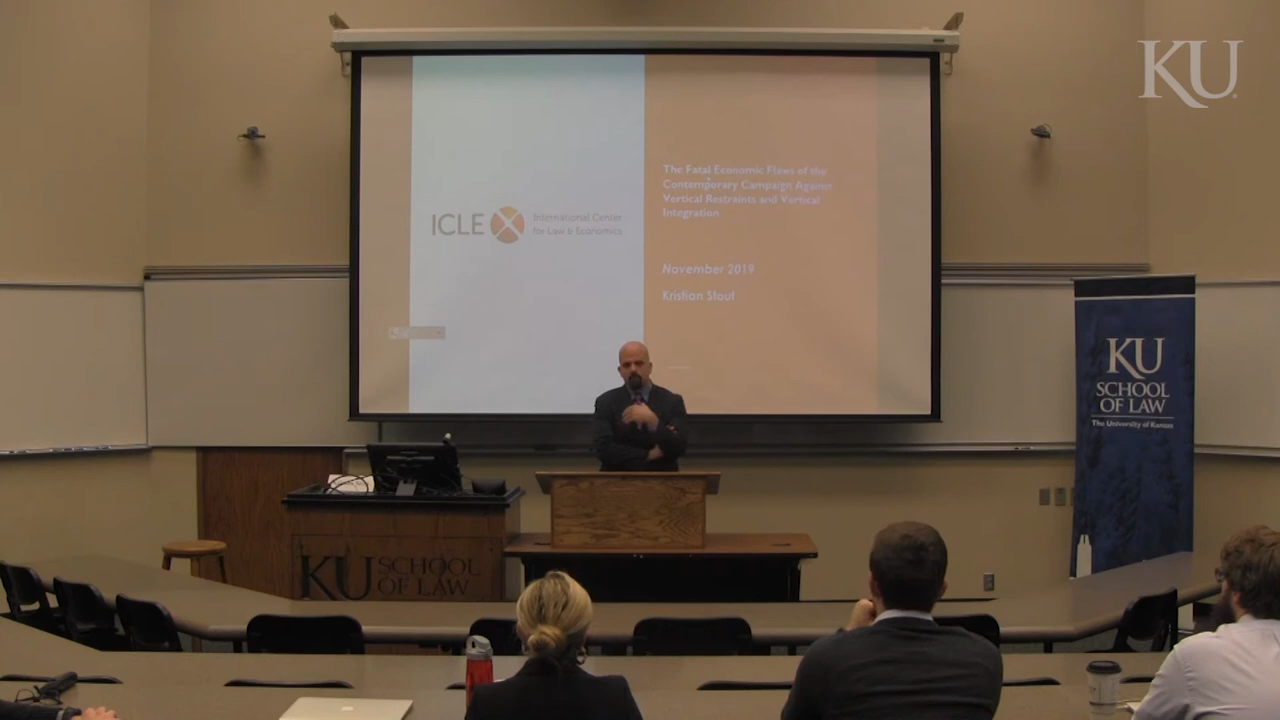 KU
The Fatal Economic Flaws of the
Contemporary Campaign Against
Vertical Restraints and Vertical
Integration
ICLE
International Center
for Law & Economics
November 2019
Kristian Stout
KU
SCHOOL
OF LAW
The University of Kansas
KU SCHOOL
OF LAW